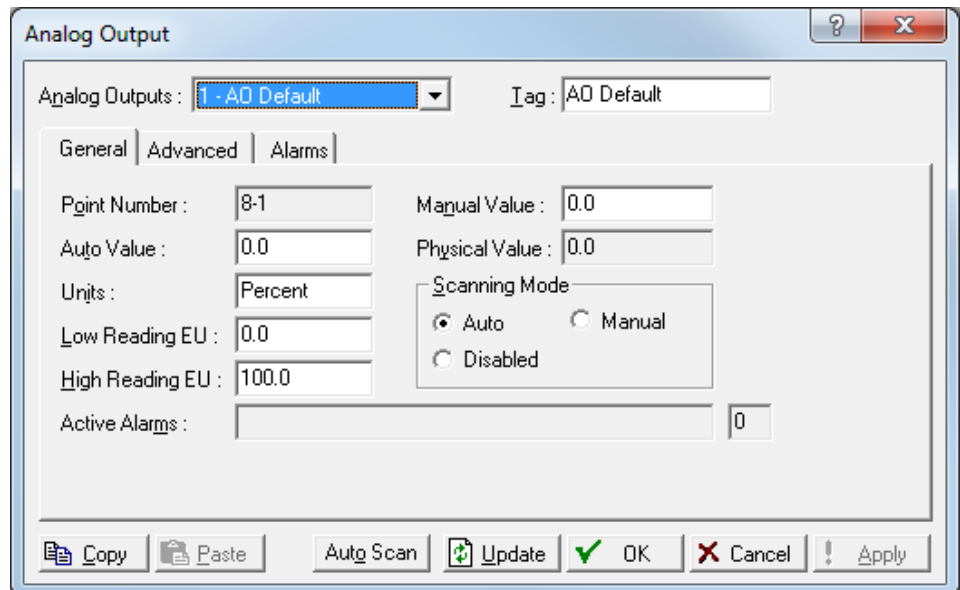 Analog Output
Analog Outputs : 1 - AO Default Tag : AO Default
General Advanced Alarms
Point Number : 8-1 Manual Value : 0.0
Auto Value : 0.0 Physical Value : 0.0
Units : Percent Scanning Mode
Low Reading EU : 0.0 Auto Manual
High Reading EU : 100.0 Disabled
Active Alarms : 0
Copy Paste Auto Scan Update OK Cancel Apply